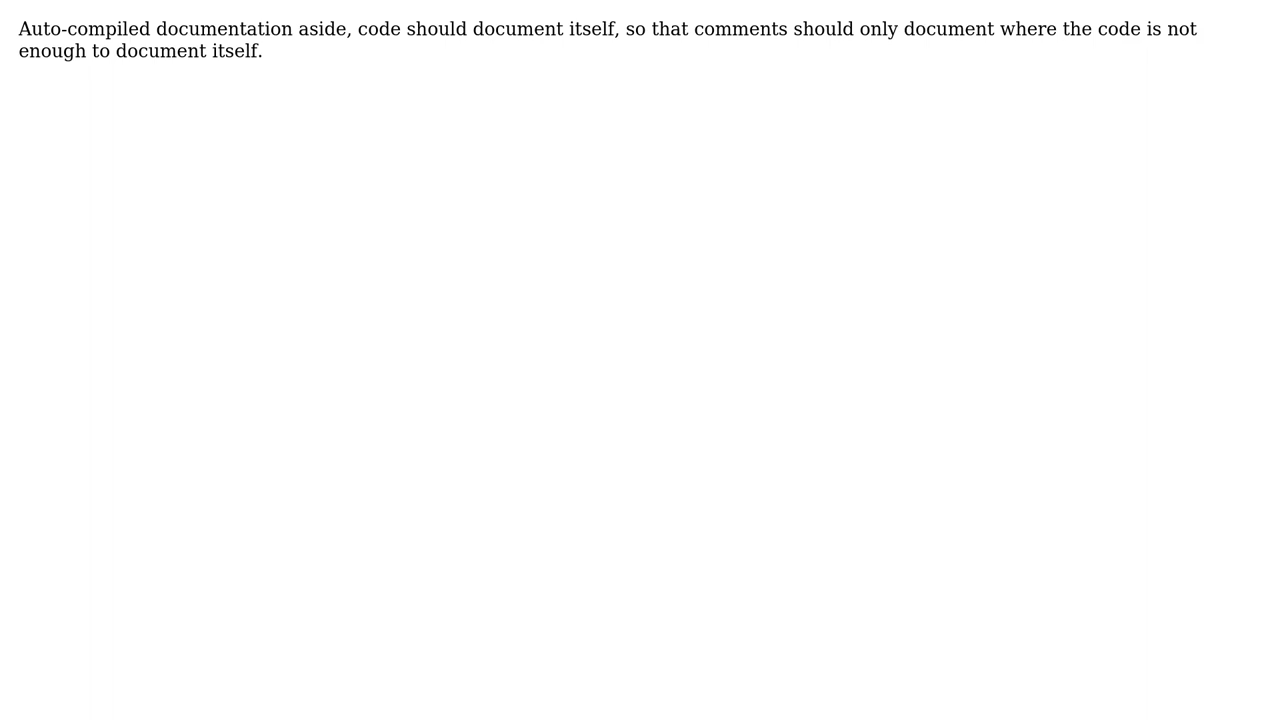 Auto-compiled documentation aside, code should document itself, so that comments should only document where the code is not
enough to document itself.